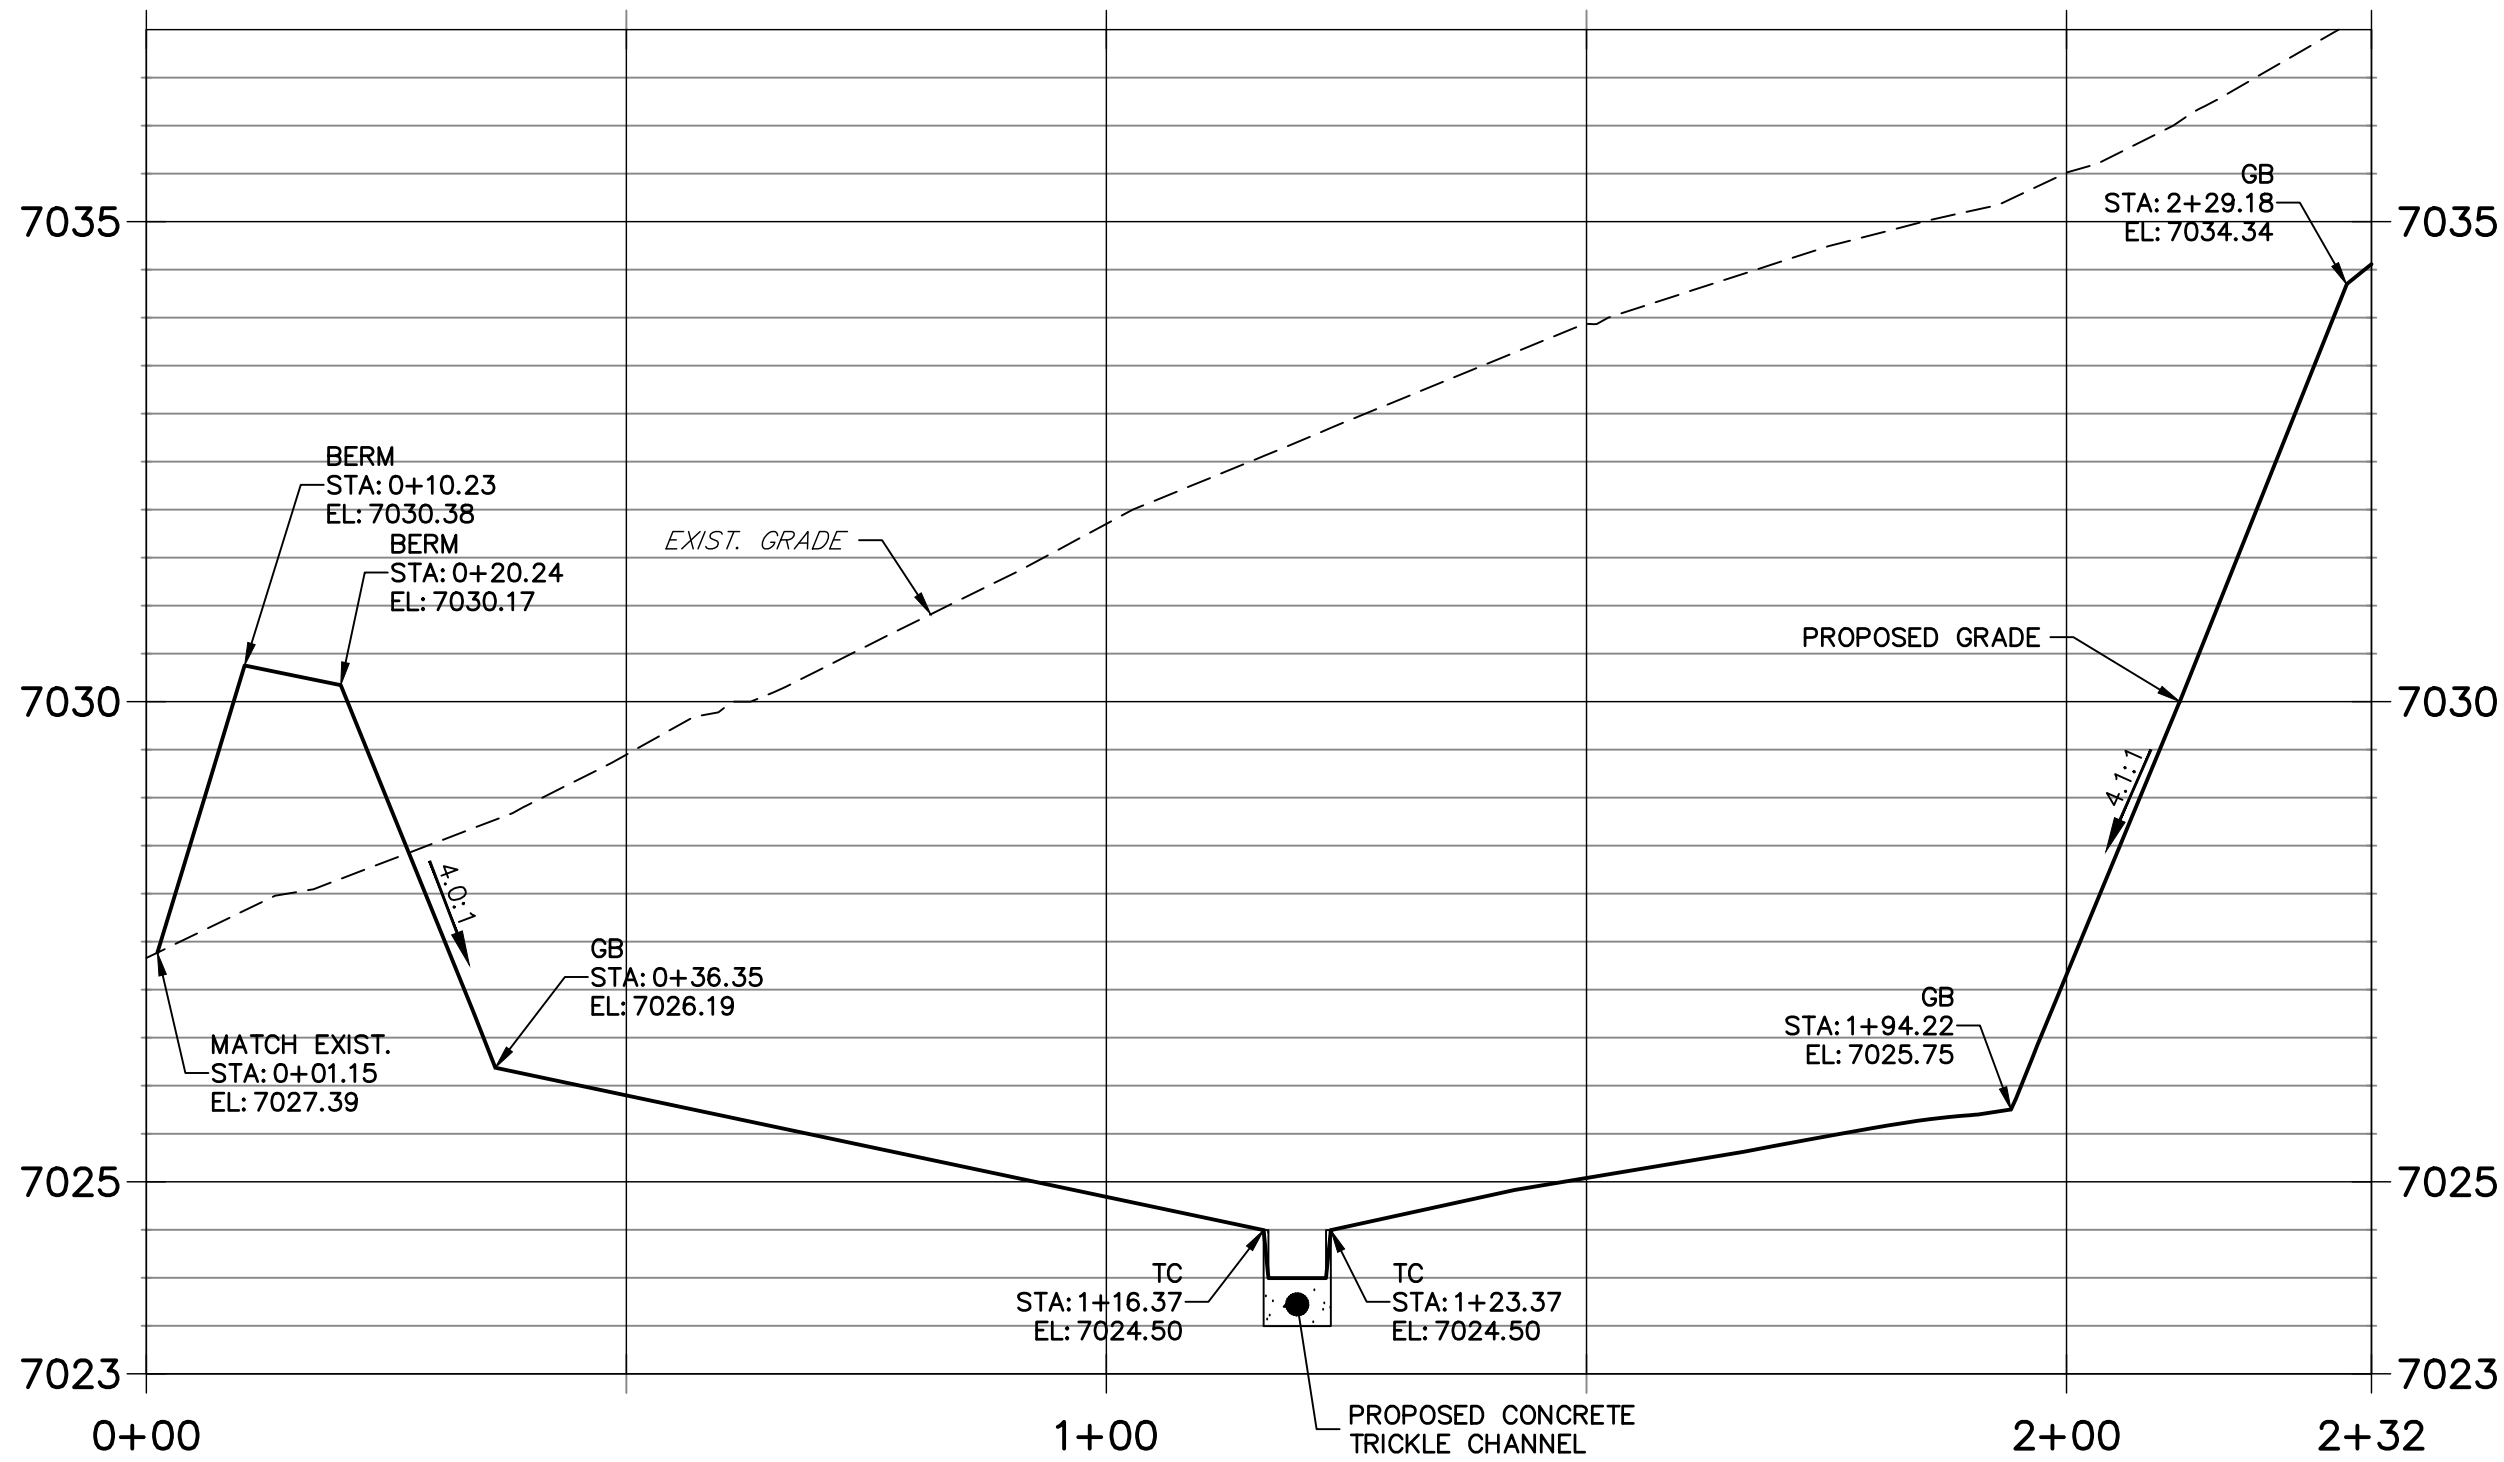 GB
STA: 2+29.18
EL: 7034.34
7035
7035
BERM
STA: 0+10.23
EL: 7030.38
BERM
STA: 0+20.24
EL: 7030.17
EXIST. GRADE
PROPOSED GRADE
7030
7030
4.1:1
4.0:1
GB
STA: 0+36.35
EL: 7026.19
GB
STA: 1+94.22
EL: 7025.75
MATCH EXIST.
STA: 0+01.15
EL: 7027.39
7025
7025
TC
STA: 1+16.37
EL: 7024.50
TC
STA: 1+23.37
EL: 7024.50
7023
7023
PROPOSED CONCRETE
TRICKLE CHANNEL
0+00
1+00
2+00
2+32